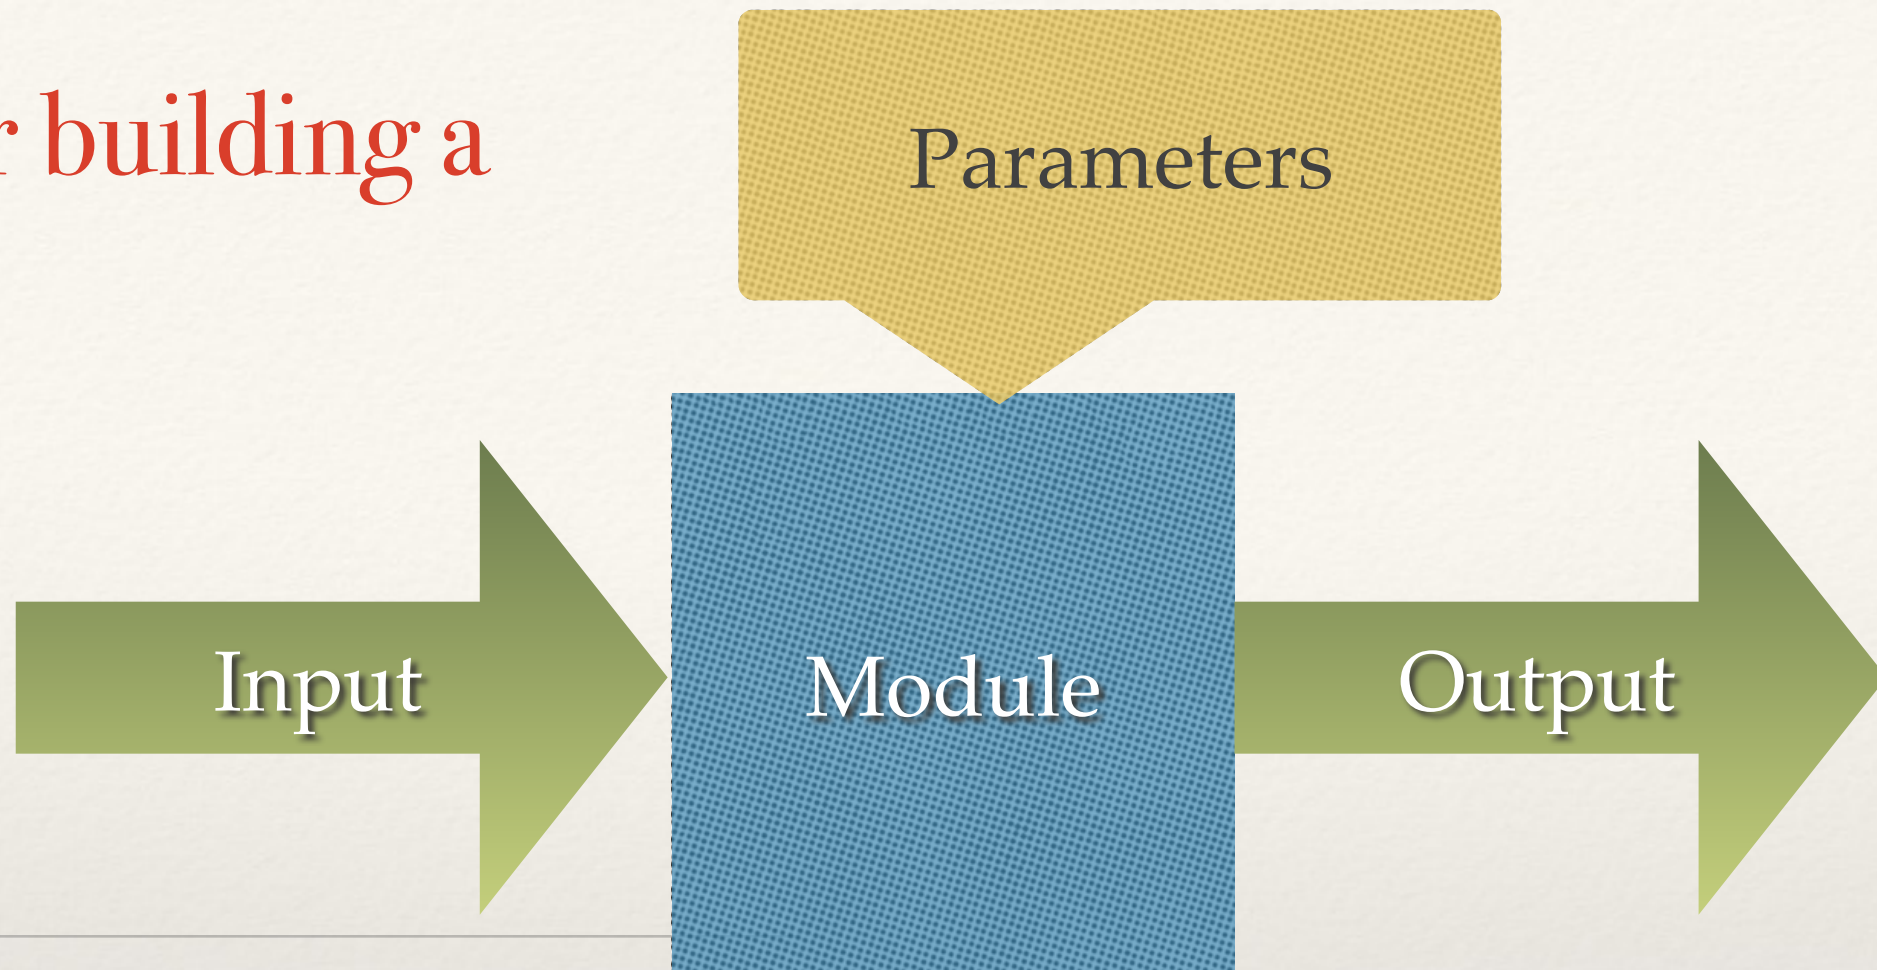 building a
Parameters
Input
Module
Output